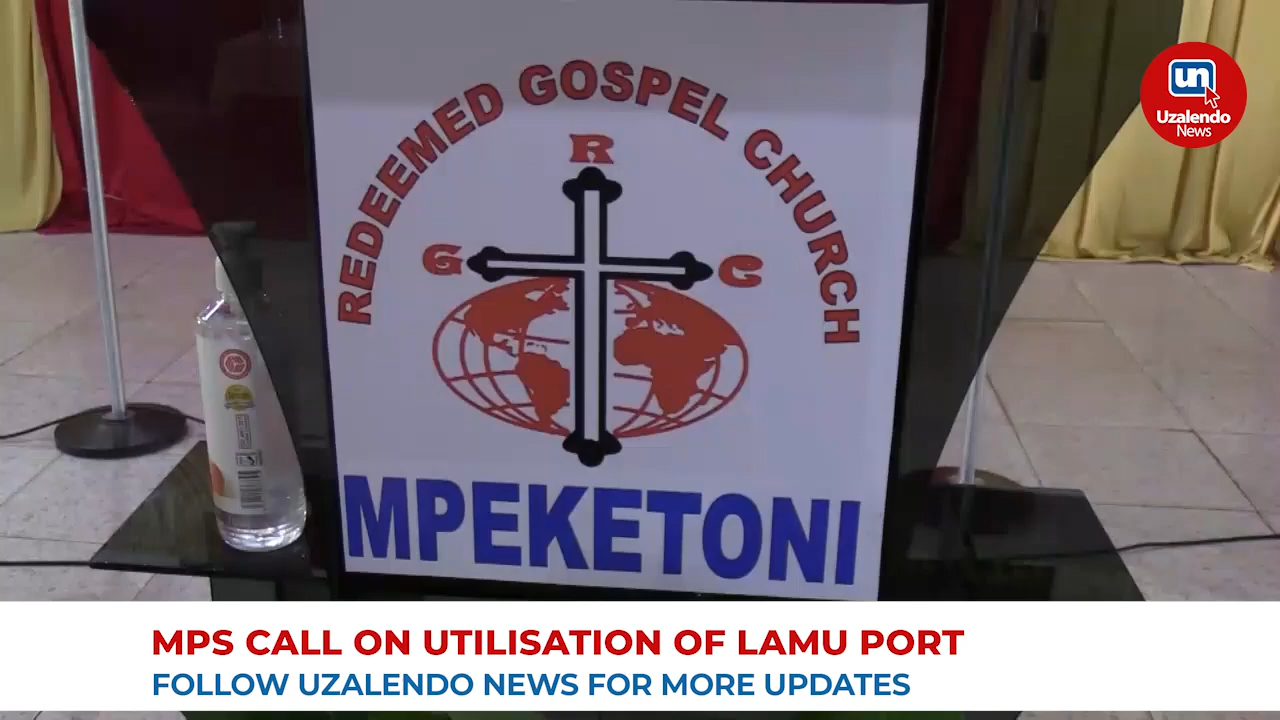 REDEEMED GOSPEL CHURCH
R
G C
MPEKETONI
un
Uzalendo
News
MPS CALL ON UTILISATION OF LAMU PORT
FOLLOW UZALENDO NEWS FOR MORE UPDATES